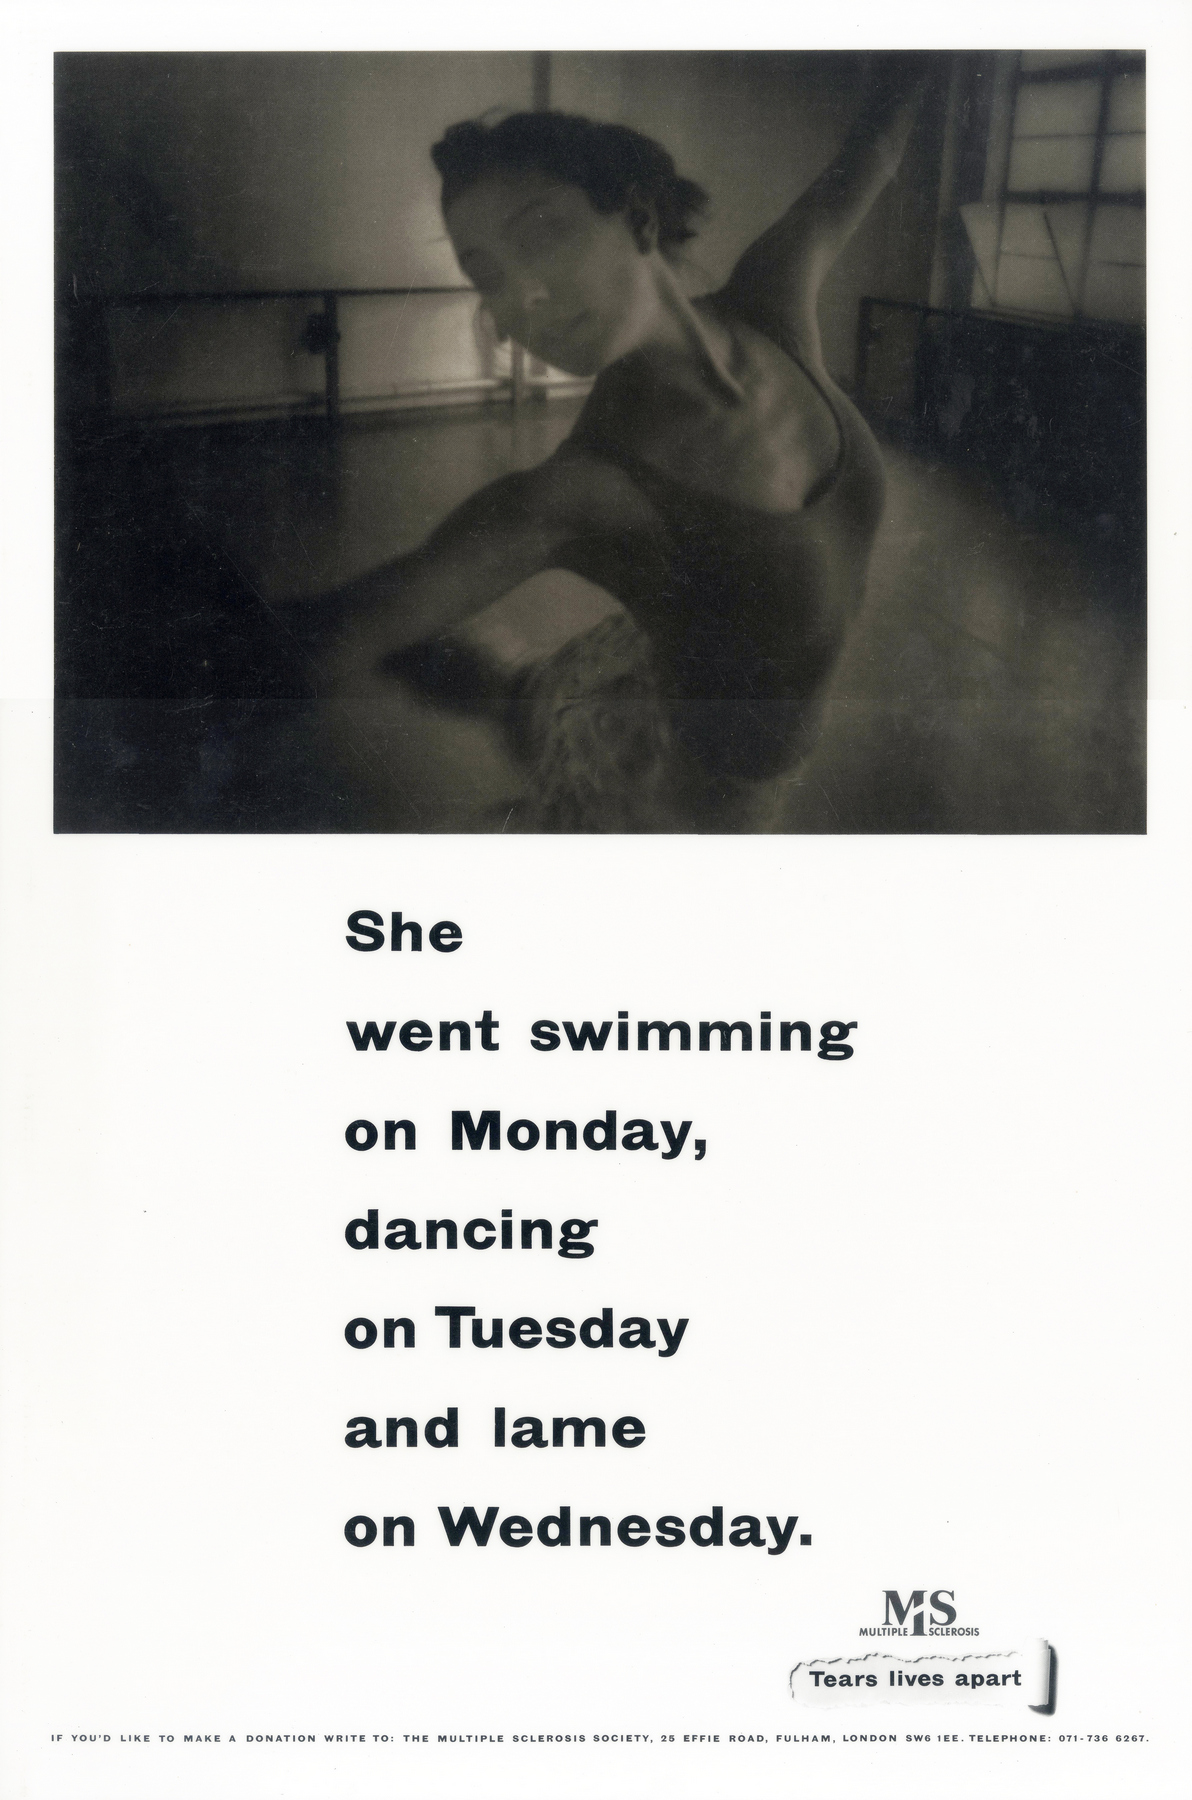 She
went swimming
on Monday,
dancing
on Tuesday
and lame
on Wednesday.
MS
MULTIPLE SCLEROSIS
Tears lives apart
IF YOU'D LIKE TO MAKE A DONATION WRITE TO: THE MULTIPLE SCLEROSIS SOCIETY, 25 EFFIE ROAD, FULHAM, LONDON SW6 1EE. TELEPHONE: 071-736 6267.